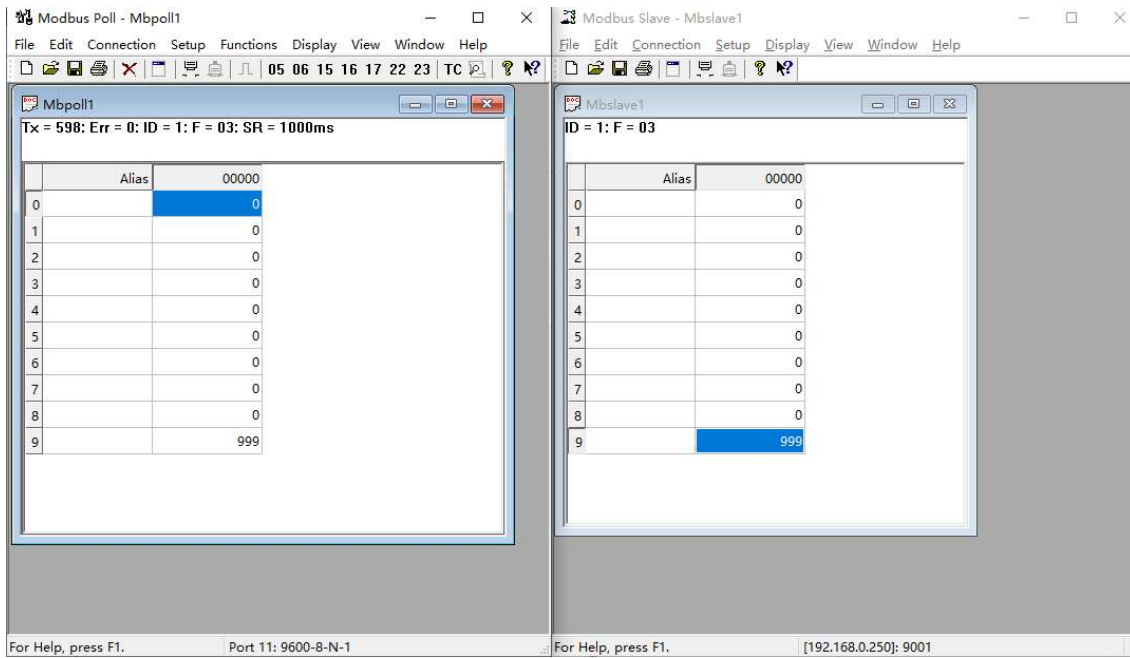 Modbus Poll - Mbpoll1
File Edit Connection Setup Functions Display View Window Help
05 06 15 16 17 22 23 TC
Mbpoll1
Tx = 598: Err = 0: ID = 1: F = 03: SR = 1000ms
Alias 00000
0 0
1 0
2 0
3 0
4 0
5 0
6 0
7 0
8 0
9 999
For Help, press F1. Port 11: 9600-8-N-1
Modbus Slave - Mbslave1
File Edit Connection Setup Display View Window Help
Mbslave1
ID = 1: F = 03
Alias 00000
0 0
1 0
2 0
3 0
4 0
5 0
6 0
7 0
8 0
9 999
For Help, press F1. [192.168.0.250]: 9001